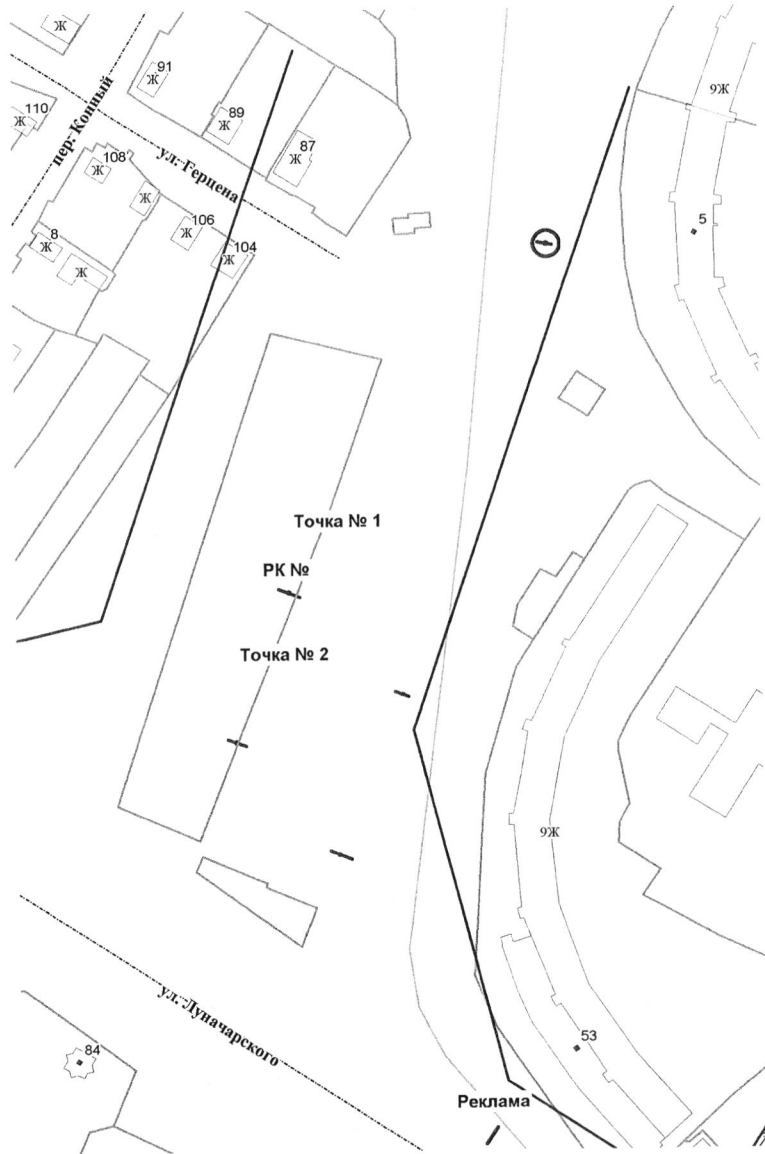 Ж
9Ж
91
Ж
пер. Конный
110
Ж
89
Ж
87
Ж
ул. Герцена
108
Ж
Ж
106
Ж
8
Ж
104
Ж
Ж
5
Точка № 1
РК №
Точка № 2
9Ж
ул. Луначарского
84
53
Реклама